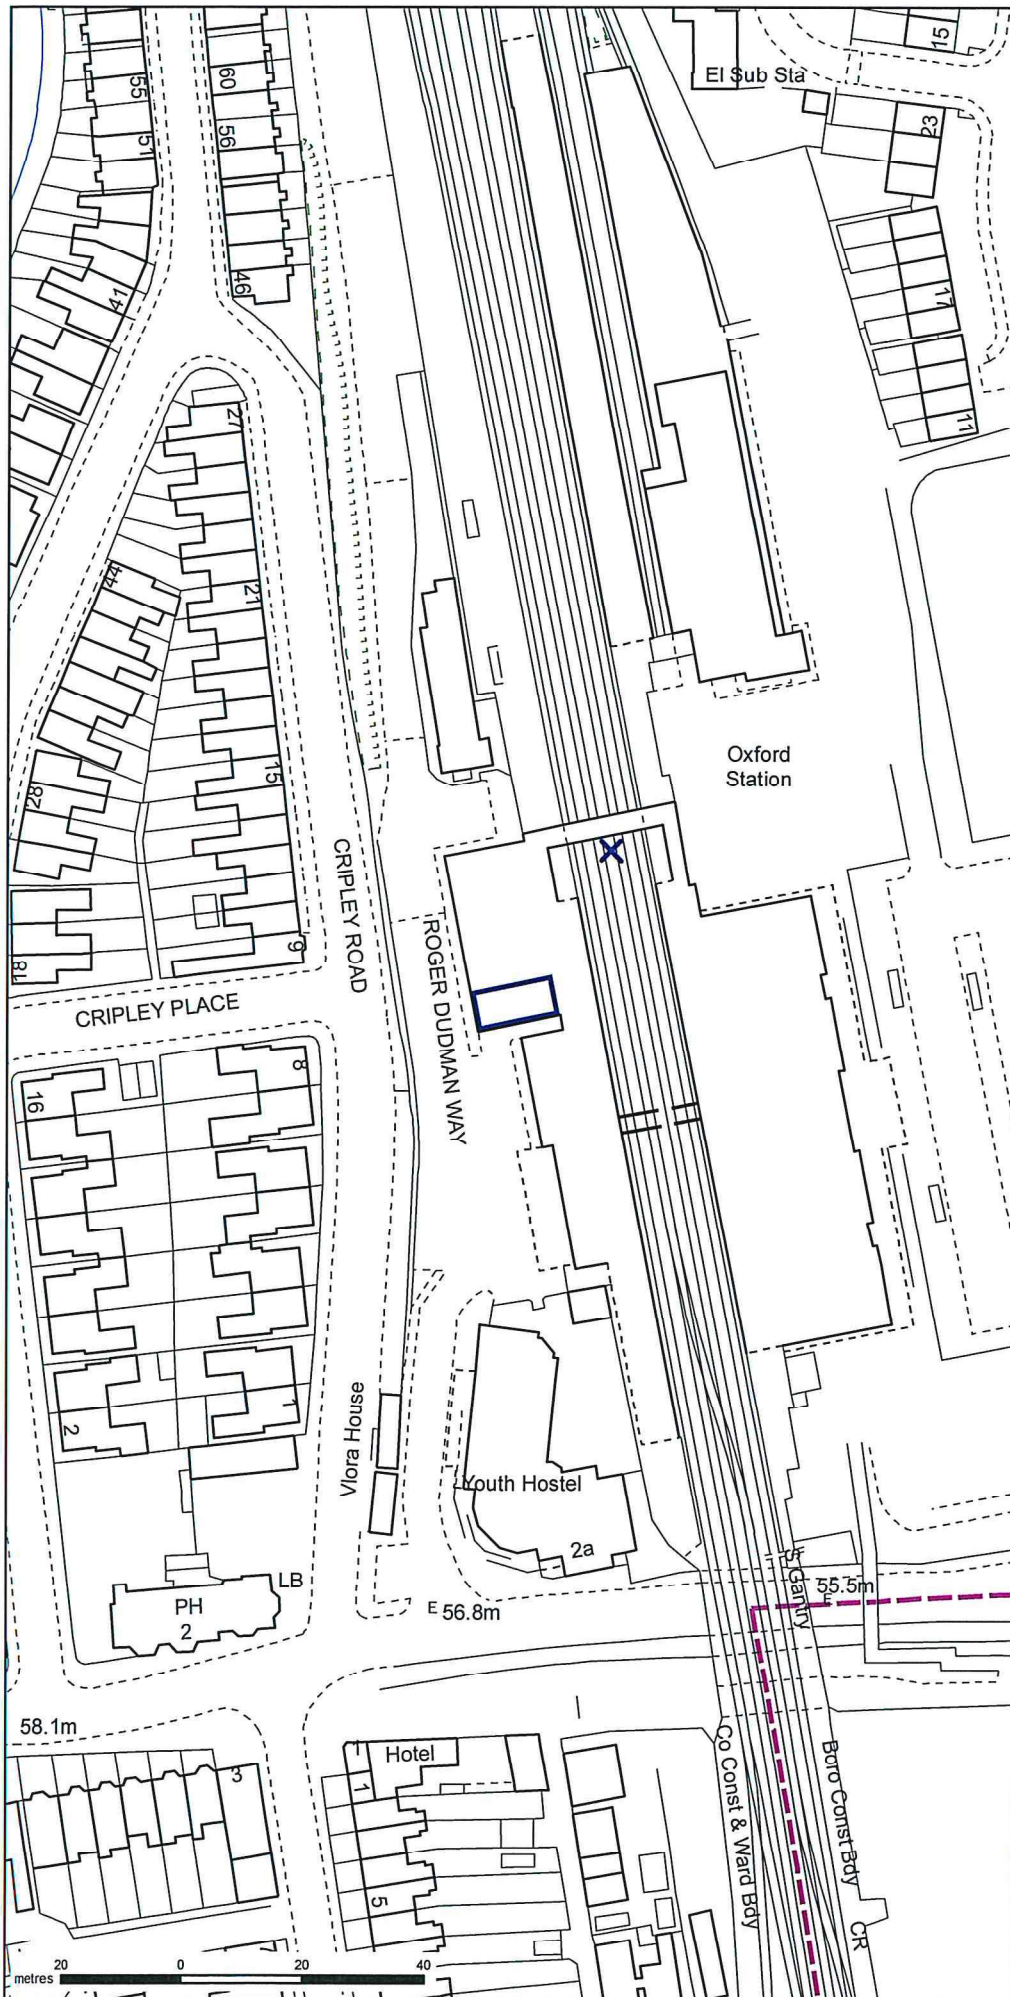 55
60
15
El Sub Sta
51
56
23
46
41
17
11
27
44
21
Oxford
Station
28
15
CRIPLEY ROAD
ROGER DUDMAN WAY
9
18
CRIPLEY PLACE
8
16
Vlora House
1
2
Youth Hostel
2a
LB
PH
2
56.8m
S Gantry
55.5m
58.1m
Hotel
1
1
3
5
7
Co Const & Ward Bdy
Boro Const Bdy
CR
metres 20 0 20 40